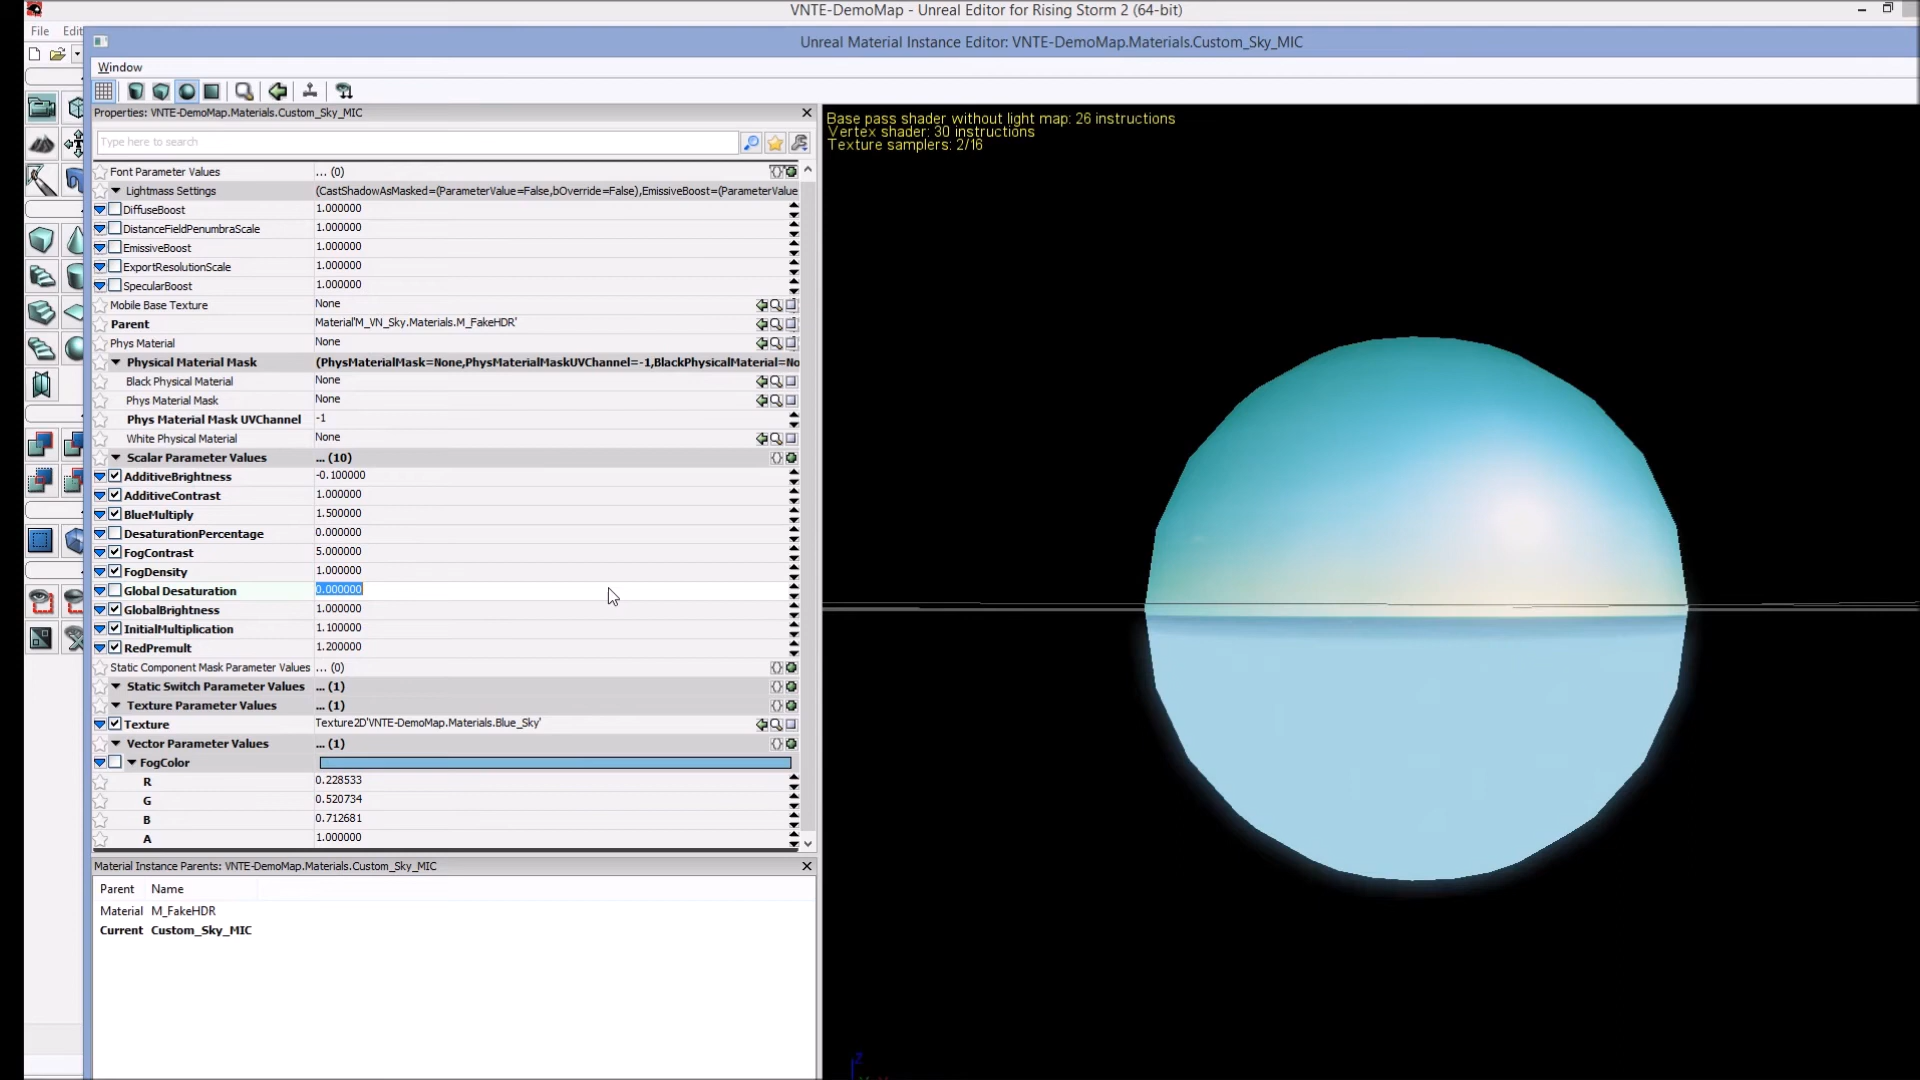 VNTE-DemoMap - Unreal Editor for Rising Storm 2 (64-bit)
File Edit
Unreal Material Instance Editor: VNTE-DemoMap.Materials.Custom_Sky_MIC
Window
Properties: VNTE-DemoMap.Materials.Custom_Sky_MIC
Type here to search
Base pass shader without light map: 26 instructions
Vertex shader: 30 instructions
Texture samplers: 2/16
Font Parameter Values ... (0)
Lightmass Settings (CastShadowAsMasked=(ParameterValue=False,bOverride=False),EmissiveBoost=(ParameterValue
DiffuseBoost 1.000000
DistanceFieldPenumbraScale 1.000000
EmissiveBoost 1.000000
ExportResolutionScale 1.000000
SpecularBoost 1.000000
Mobile Base Texture None
Parent Material'M_VN_Sky.Materials.M_FakeHDR'
Phys Material None
Physical Material Mask (PhysMaterialMask=None,PhysMaterialMaskUVChannel=-1,BlackPhysicalMaterial=No
Black Physical Material None
Phys Material Mask None
Phys Material Mask UVChannel -1
White Physical Material None
Scalar Parameter Values ... (10)
AdditiveBrightness -0.100000
AdditiveContrast 1.000000
BlueMultiply 1.500000
DesaturationPercentage 0.000000
FogContrast 5.000000
FogDensity 1.000000
Global Desaturation 0.000000
GlobalBrightness 1.000000
InitialMultiplication 1.100000
RedPremult 1.200000
Static Component Mask Parameter Values ... (0)
Static Switch Parameter Values ... (1)
Texture Parameter Values ... (1)
Texture Texture2D'VNTE-DemoMap.Materials.Blue_Sky'
Vector Parameter Values ... (1)
FogColor
R 0.228533
G 0.520734
B 0.712681
A 1.000000
Material Instance Parents: VNTE-DemoMap.Materials.Custom_Sky_MIC
Parent Name
Material M_FakeHDR
Current Custom_Sky_MIC
Z